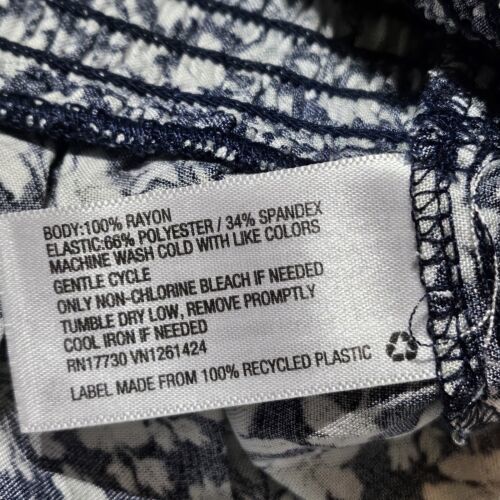 BODY:100% RAYON
ELASTIC:66% POLYESTER / 34% SPANDEX
MACHINE WASH COLD WITH LIKE COLORS
GENTLE CYCLE
ONLY NON-CHLORINE BLEACH IF NEEDED
TUMBLE DRY LOW, REMOVE PROMPTLY
COOL IRON IF NEEDED
RN17730 VN1261424
LABEL MADE FROM 100% RECYCLED PLASTIC